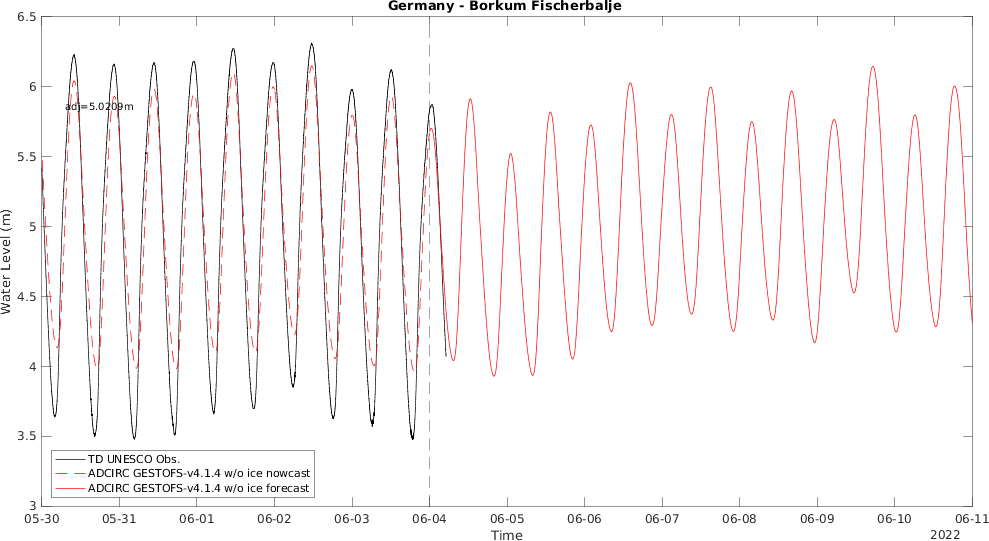 Germany - Borkum Fischerbalje
6.5
6
5.5
5
4.5
4
3.5
3
Water Level (m)
adj=5.0209m
TD UNESCO Obs.
ADCIRC GESTOFS-v4.1.4 w/o ice nowcast
ADCIRC GESTOFS-v4.1.4 w/o ice forecast
05-30 05-31 06-01 06-02 06-03 06-04 06-05 06-06 06-07 06-08 06-09 06-10 06-11
Time
2022